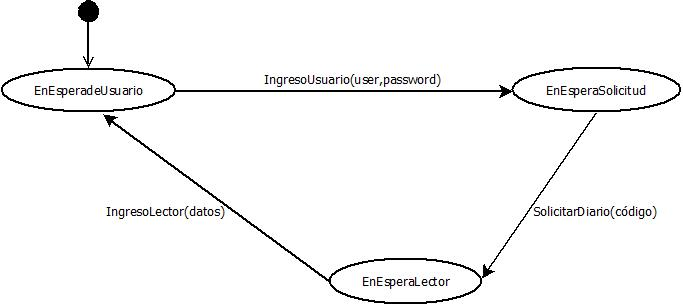 IngresoUsuario(user,password)
EnEsperadeUsuario
EnEsperaSolicitud
IngresoLector(datos)
SolicitarDiario(código)
EnEsperaLector